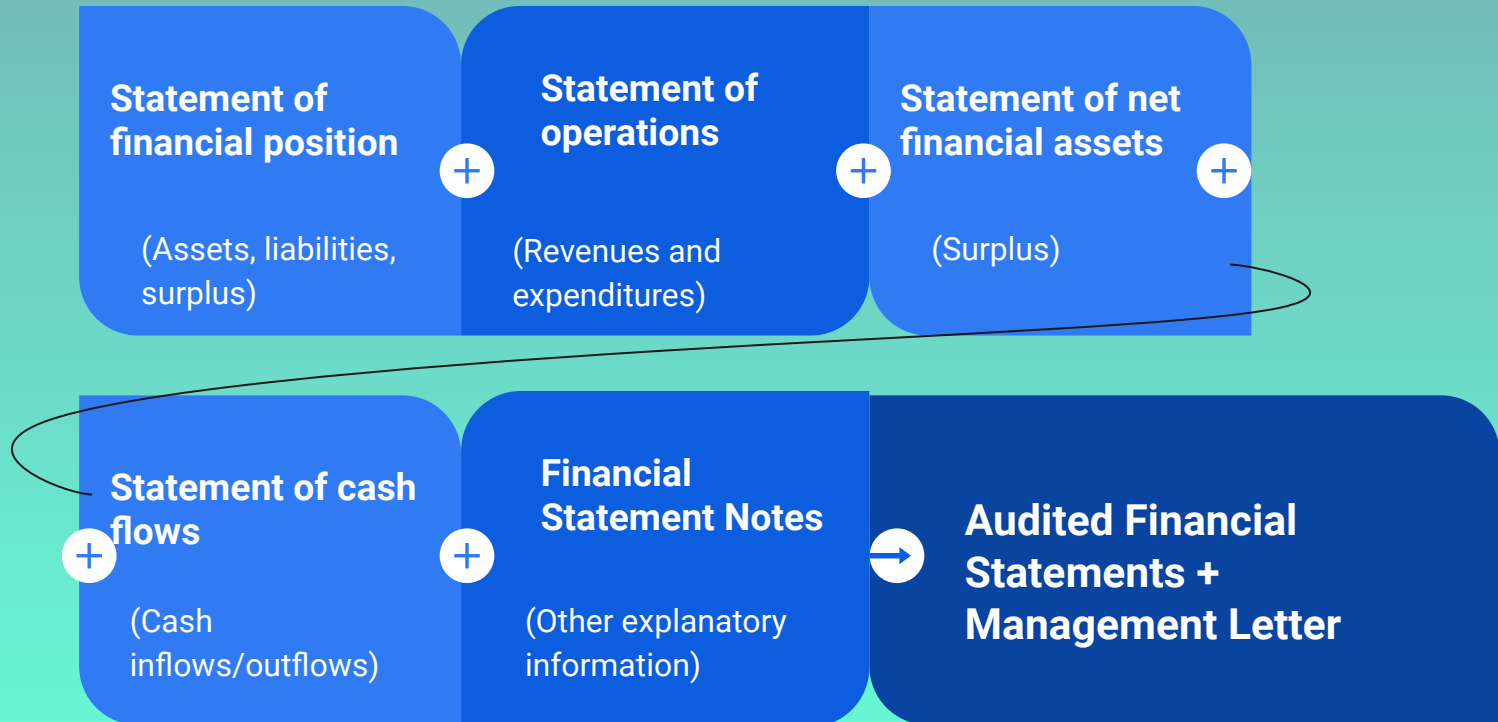 Statement of
financial position
(Assets, liabilities,
surplus)
+
Statement of
operations
(Revenues and
expenditures)
+
Statement of net
financial assets
(Surplus)
+
Statement of cash
flows
(Cash
inflows/outflows)
+
+
Financial
Statement Notes
(Other explanatory
information)
Audited Financial
Statements +
Management Letter